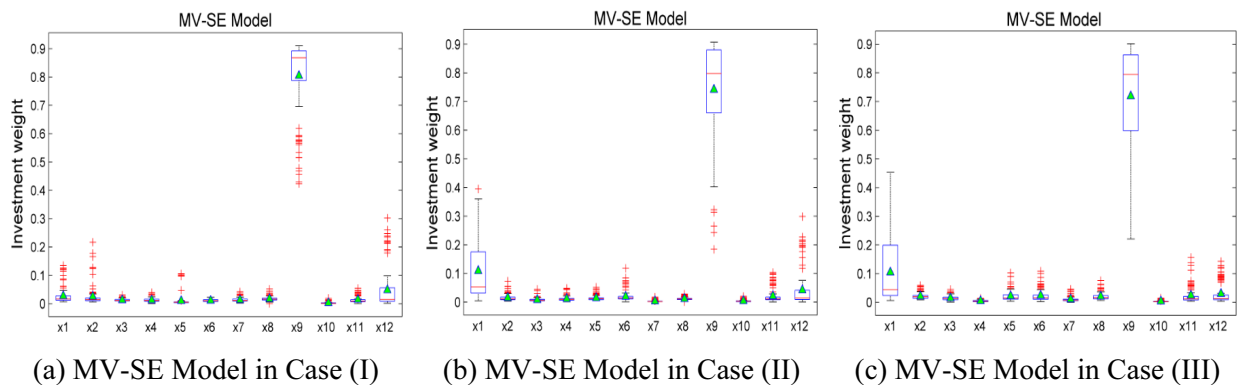 MV-SE Model
Investment weight
0.9
0.8
0.7
0.6
0.5
0.4
0.3
0.2
0.1
0
x1 x2 x3 x4 x5 x6 x7 x8 x9 x10 x11 x12
(a) MV-SE Model in Case (I)
MV-SE Model
Investment weight
0.9
0.8
0.7
0.6
0.5
0.4
0.3
0.2
0.1
0
x1 x2 x3 x4 x5 x6 x7 x8 x9 x10 x11 x12
(b) MV-SE Model in Case (II)
MV-SE Model
Investment weight
0.9
0.8
0.7
0.6
0.5
0.4
0.3
0.2
0.1
0
x1 x2 x3 x4 x5 x6 x7 x8 x9 x10 x11 x12
(c) MV-SE Model in Case (III)